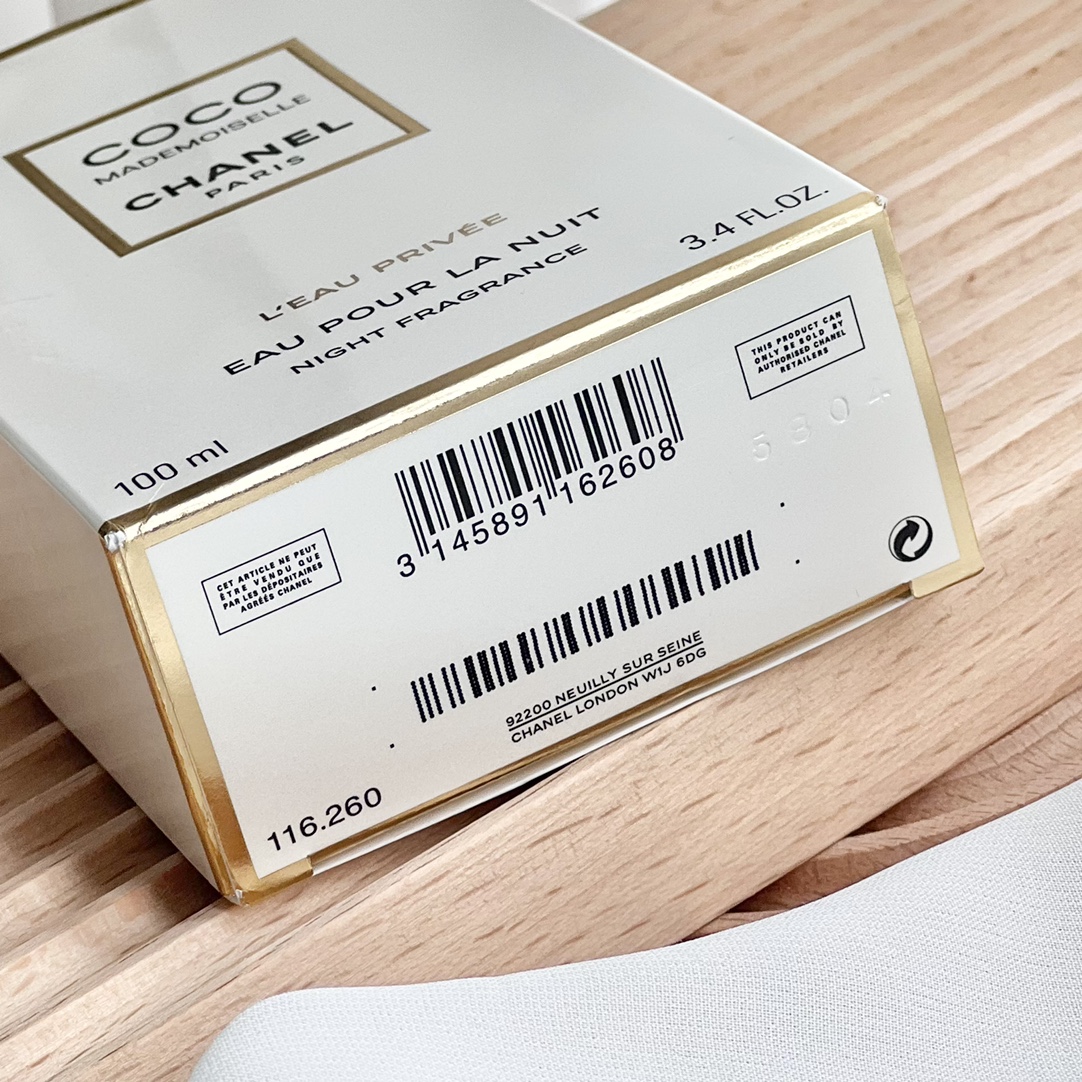 COCO
MADEMOISELLE
CHANEL
PARIS
L'EAU PRIVÉE
EAU POUR LA NUIT
NIGHT FRAGRANCE
100 ml
3.4 FL.OZ.
CET ARTICLE NE PEUT
ÊTRE VENDU QUE
PAR LES DÉPOSITAIRES
AGRÉÉS CHANEL
3 145891 162608
THIS PRODUCT CAN
ONLY BE SOLD BY
AUTHORISED CHANEL
RETAILERS
5804
92200 NEUILLY SUR SEINE
CHANEL LONDON W1J 6DG
116.260